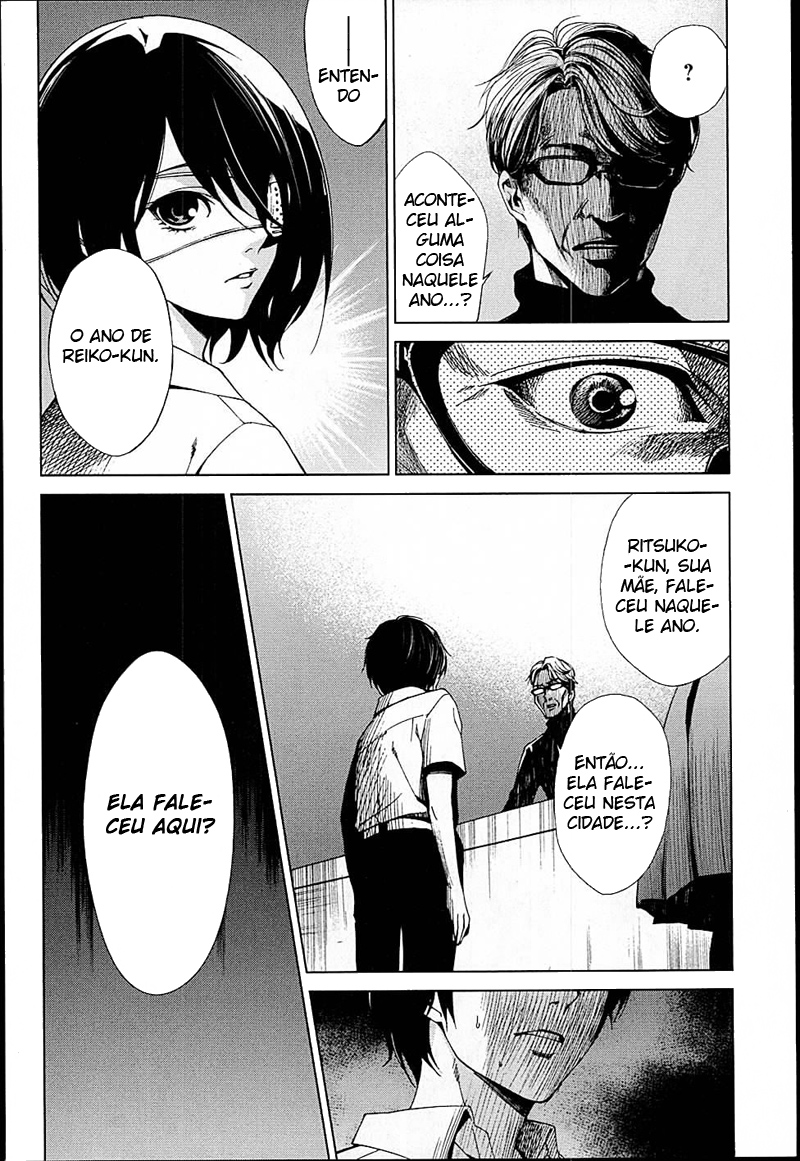 ?
ACONTE-
CEU AL-
GUMA
COISA
NAQUELE
ANO...?
ENTEN-
DO
O ANO DE
REIKO-KUN.
RITSUKO-
-KUN, SUA
MÃE, FALE-
CEU NAQUE-
LE ANO.
ENTÃO...
ELA FALE-
CEU NESTA
CIDADE...?
ELA FALE-
CEU AQUI?